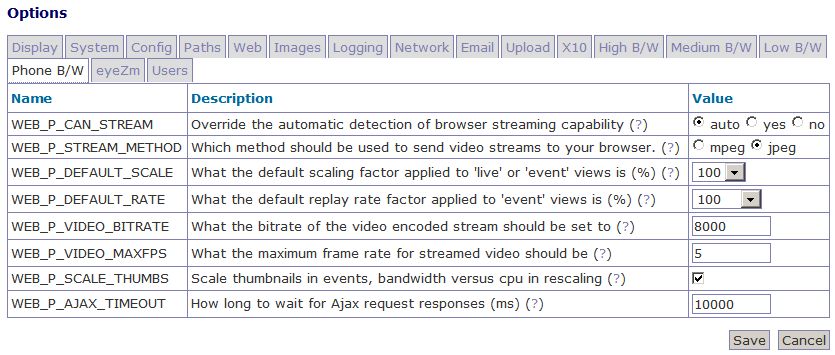 Options
Display System Config Paths Web Images Logging Network Email Upload X10 High B/W Medium B/W Low B/W
Phone B/W eyeZm Users
Name Description Value
WEB_P_CAN_STREAM Override the automatic detection of browser streaming capability (?) auto yes no
WEB_P_STREAM_METHOD Which method should be used to send video streams to your browser. (?) mpeg jpeg
WEB_P_DEFAULT_SCALE What the default scaling factor applied to 'live' or 'event' views is (%) (?) 100
WEB_P_DEFAULT_RATE What the default replay rate factor applied to 'event' views is (%) (?) 100
WEB_P_VIDEO_BITRATE What the bitrate of the video encoded stream should be set to (?) 8000
WEB_P_VIDEO_MAXFPS What the maximum frame rate for streamed video should be (?) 5
WEB_P_SCALE_THUMBS Scale thumbnails in events, bandwidth versus cpu in rescaling (?)
WEB_P_AJAX_TIMEOUT How long to wait for Ajax request responses (ms) (?) 10000
Save Cancel